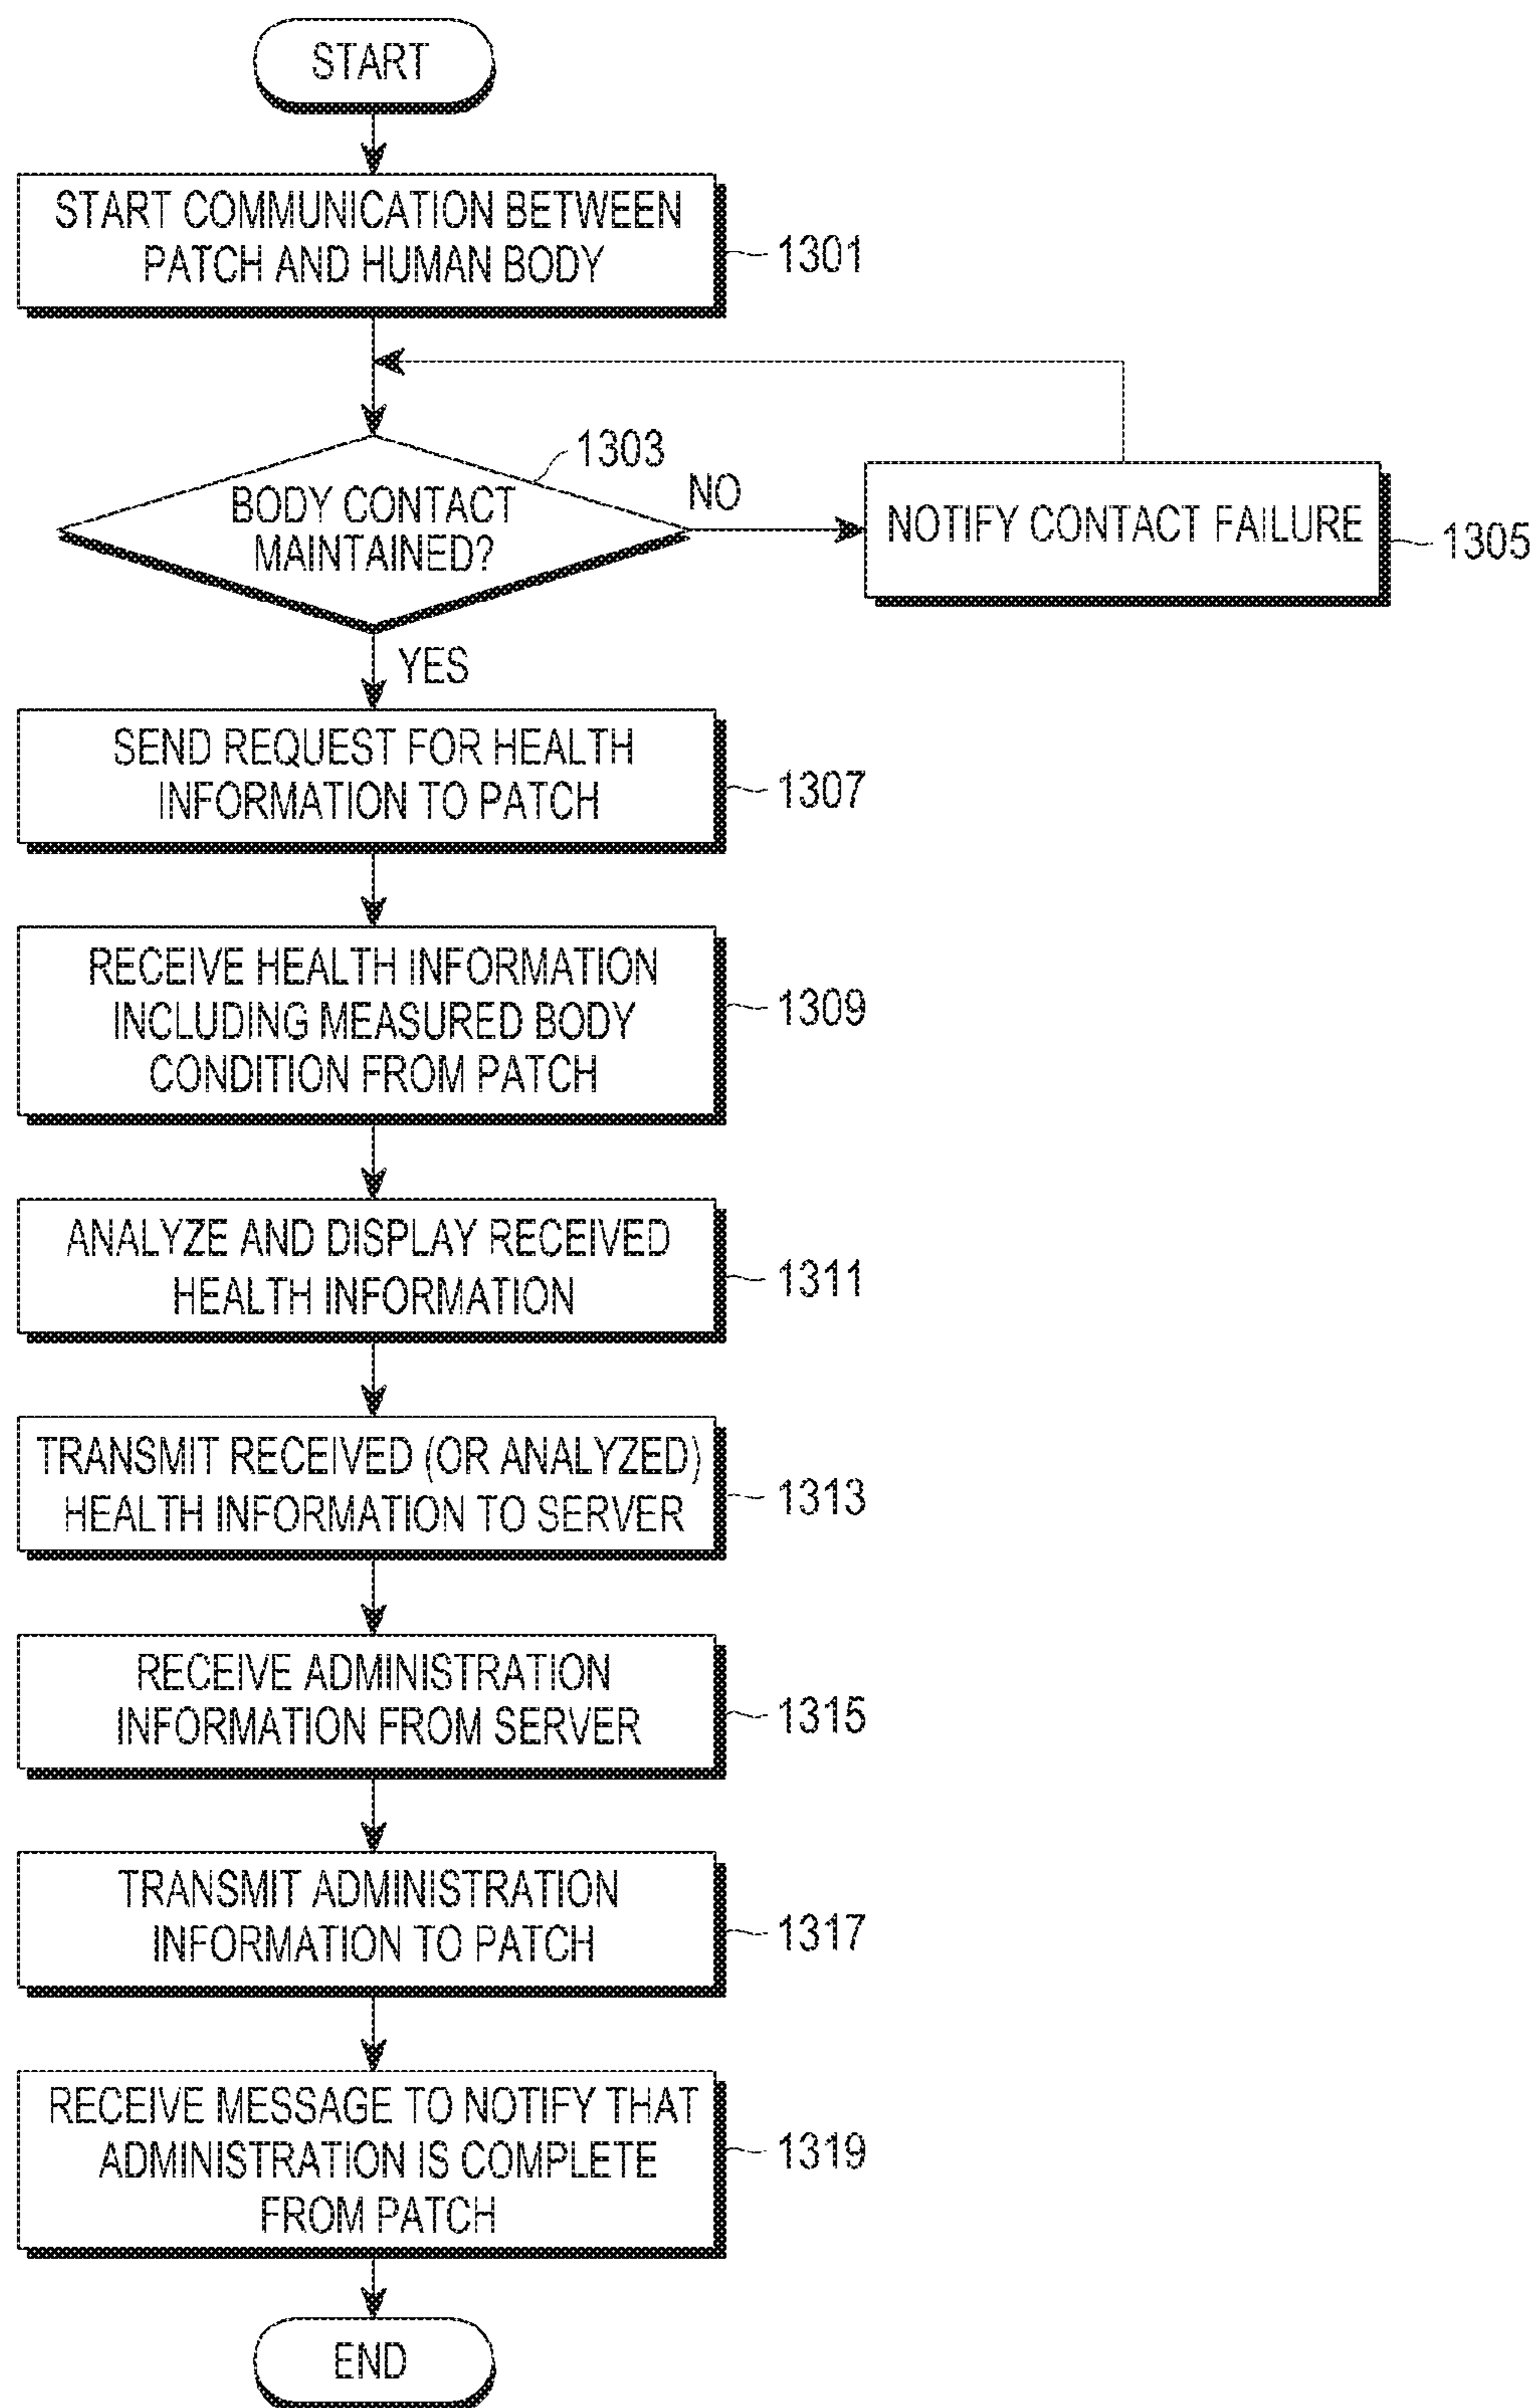 START
START COMMUNICATION BETWEEN
PATCH AND HUMAN BODY
1301
1303
BODY CONTACT
MAINTAINED?
NO
NOTIFY CONTACT FAILURE
1305
YES
SEND REQUEST FOR HEALTH
INFORMATION TO PATCH
1307
RECEIVE HEALTH INFORMATION
INCLUDING MEASURED BODY
CONDITION FROM PATCH
1309
ANALYZE AND DISPLAY RECEIVED
HEALTH INFORMATION
1311
TRANSMIT RECEIVED (OR ANALYZED)
HEALTH INFORMATION TO SERVER
1313
RECEIVE ADMINISTRATION
INFORMATION FROM SERVER
1315
TRANSMIT ADMINISTRATION
INFORMATION TO PATCH
1317
RECEIVE MESSAGE TO NOTIFY THAT
ADMINISTRATION IS COMPLETE
FROM PATCH
1319
END